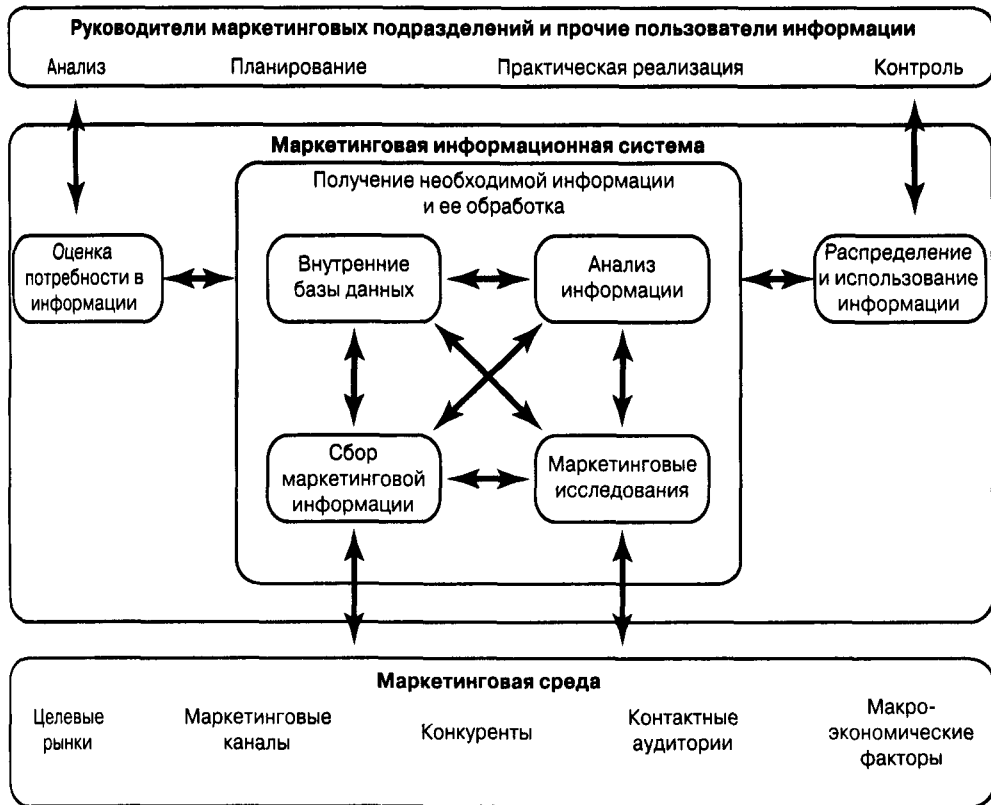 Руководители маркетинговых подразделений и прочие пользователи информации
Анализ Планирование Практическая реализация Контроль
Маркетинговая информационная система
Получение необходимой информации
и ее обработка
Оценка
потребности в
информации
Внутренние
базы данных
Анализ
информации
Распределение
и использование
информации
Сбор
маркетинговой
информации
Маркетинговые
исследования
Маркетинговая среда
Целевые
рынки
Маркетинговые
каналы
Конкуренты
Контактные
аудитории
Макро-
экономические
факторы